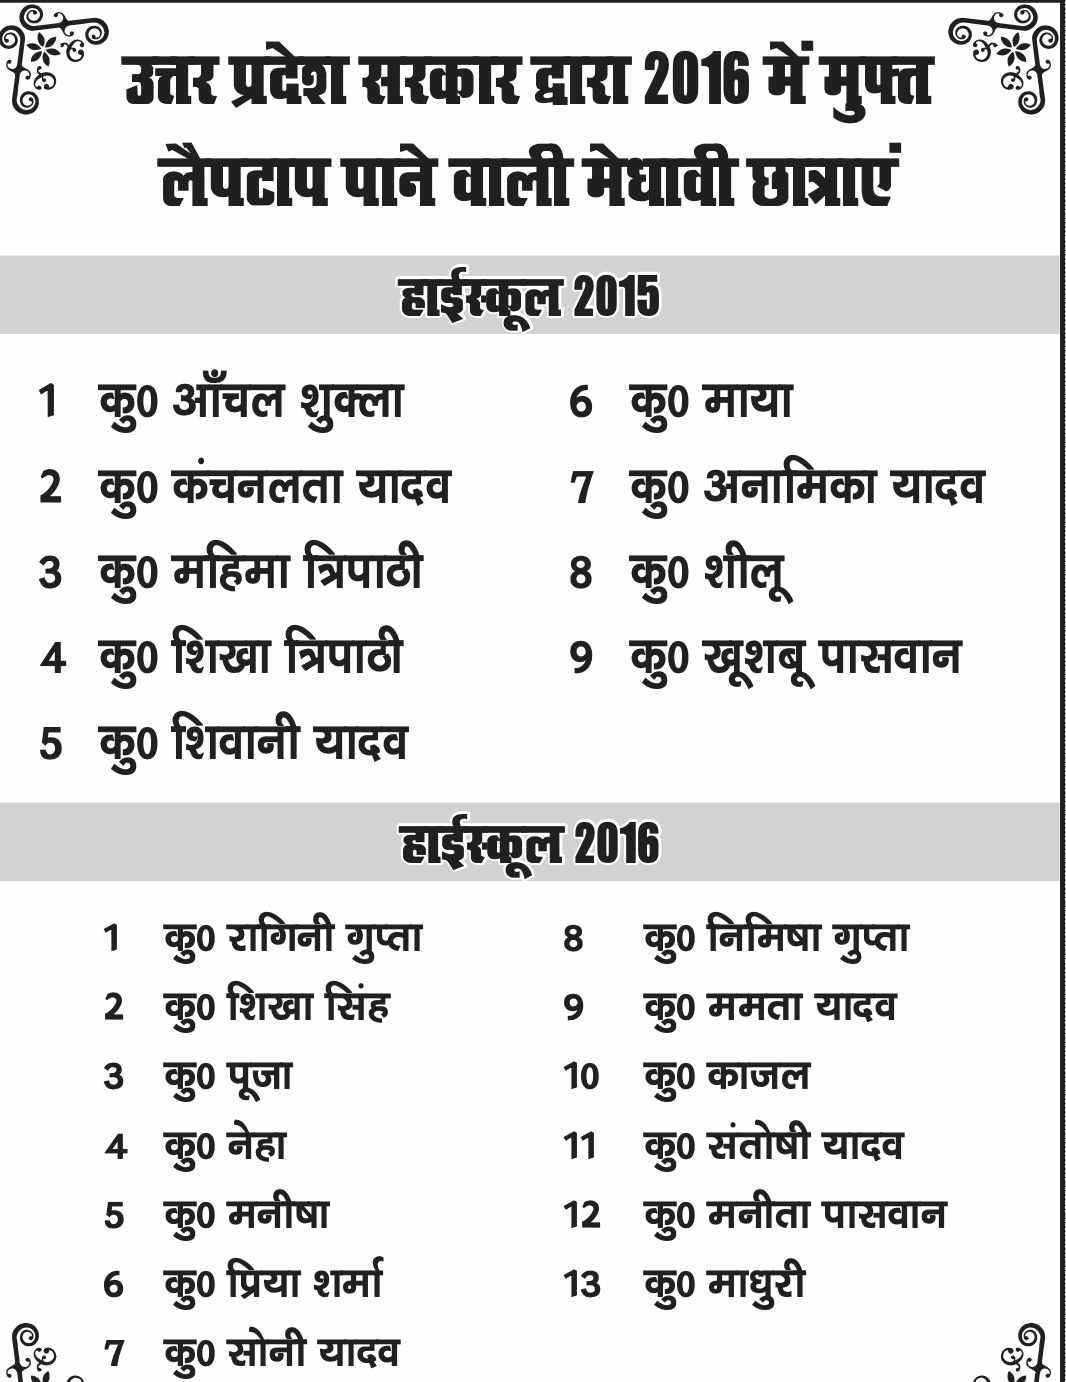 उत्तर प्रदेश सरकार द्वारा 2016 में मुफ्त
लैपटाप पाने वाली मेधावी छात्राएं
हाईस्कूल 2015
1 कु0 आँचल शुक्ला
2 कु0 कंचनलता यादव
3 कु0 महिमा त्रिपाठी
4 कु0 शिखा त्रिपाठी
5 कु0 शिवानी यादव
6 कु0 माया
7 कु0 अनामिका यादव
8 कु0 शीलू
9 कु0 खूशबू पासवान
हाईस्कूल 2016
1 कु0 रागिनी गुप्ता
2 कु0 शिखा सिंह
3 कु0 पूजा
4 कु0 नेहा
5 कु0 मनीषा
6 कु0 प्रिया शर्मा
7 कु0 सोनी यादव
8 कु0 निमिषा गुप्ता
9 कु0 ममता यादव
10 कु0 काजल
11 कु0 संतोषी यादव
12 कु0 मनीता पासवान
13 कु0 माधुरी